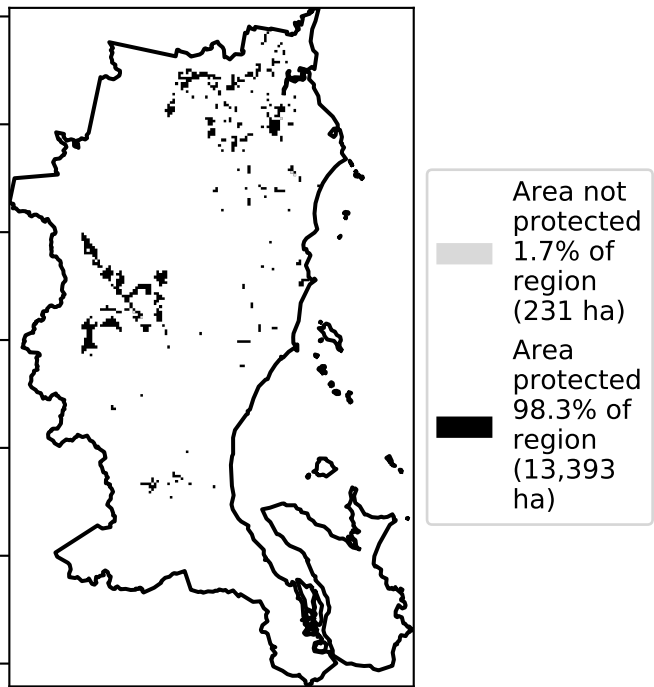 Area not
protected
1.7% of
region
(231 ha)
Area
protected
98.3% of
region
(13,393
ha)